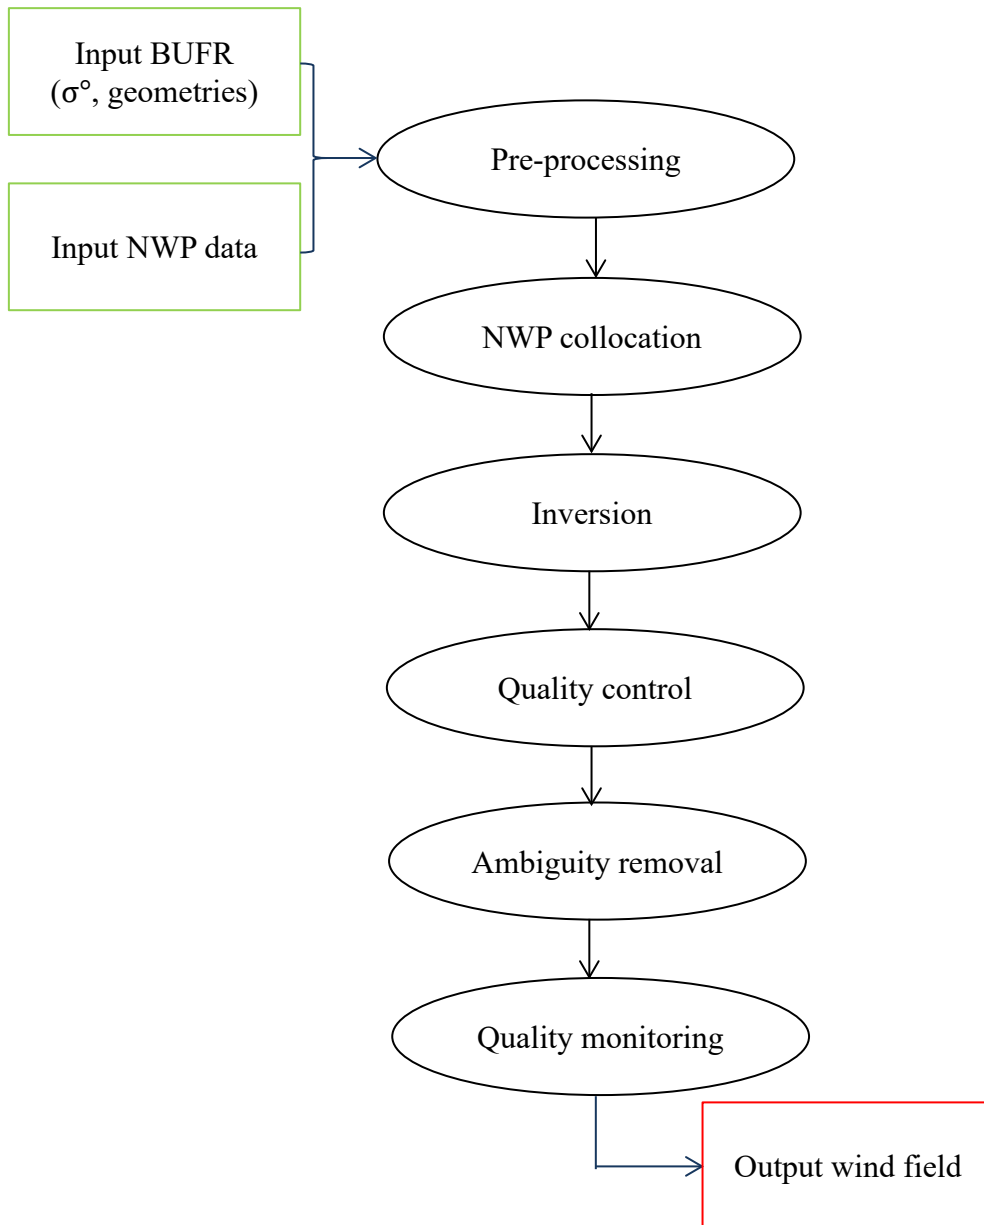 Input BUFR
(σ°, geometries)
Input NWP data
Pre-processing
NWP collocation
Inversion
Quality control
Ambiguity removal
Quality monitoring
Output wind field